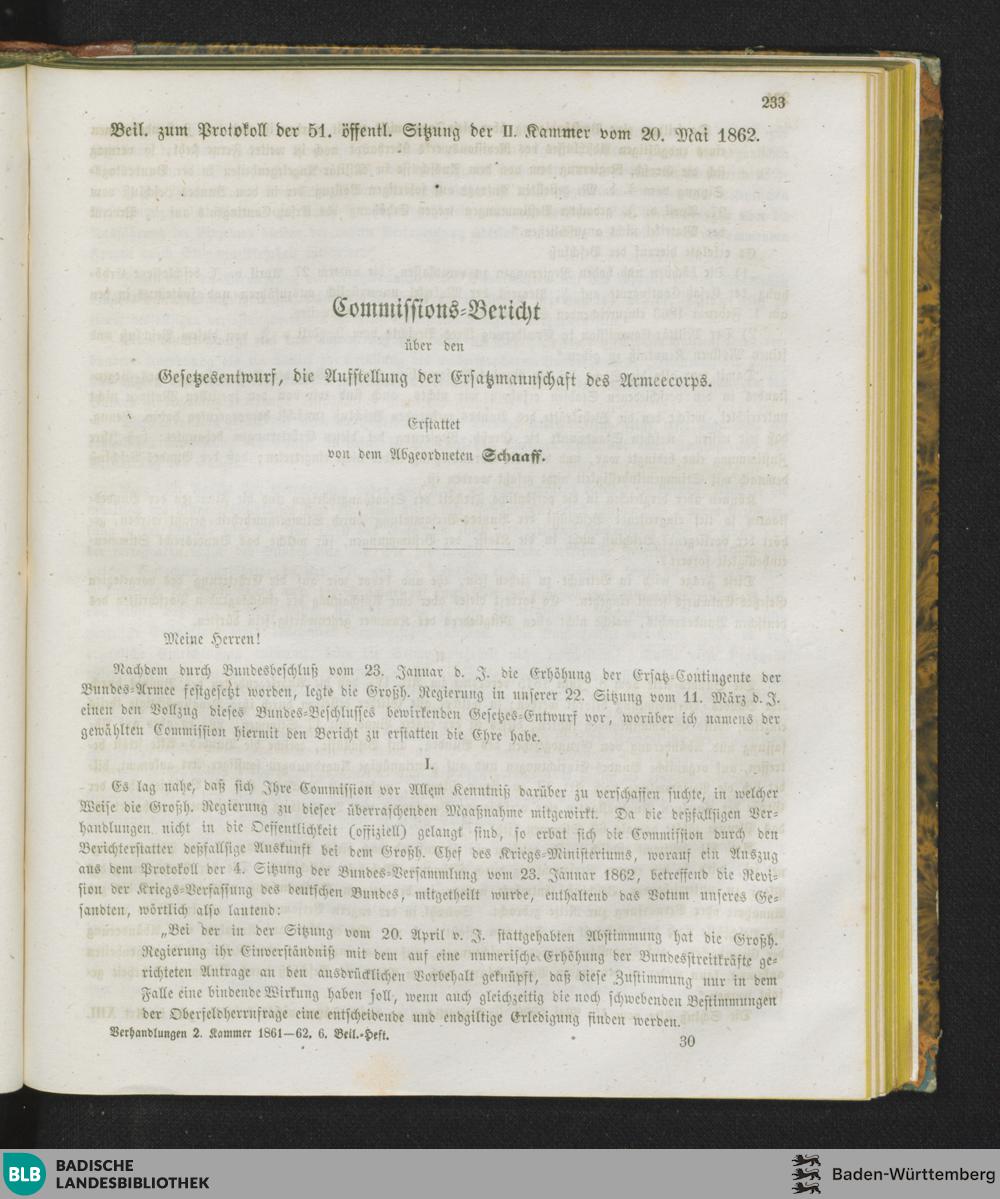 233
Beil. zum Protokoll der 51. öffentl. Sitzung der II. Kammer vom 20. Mai 1862.
Commissions-Bericht
über den
Gesetzesentwurf, die Aufstellung der Ersatzmannschaft des Armeecorps.
Erstattet
von dem Abgeordneten Schaaff.
Meine Herren!
Nachdem durch Bundesbeschluß vom 23. Januar d. J. die Erhöhung der Ersatz-Contingente der
Bundes-Armee festgesetzt worden, legte die Großh. Regierung in unserer 22. Sitzung vom 11. März d. J.
einen den Vollzug dieses Bundes-Beschlusses bewirkenden Gesetzes-Entwurf vor, worüber ich namens der
gewählten Commission hiermit den Bericht zu erstatten die Ehre habe.
I.
Es lag nahe, daß sich Ihre Commission vor Allem Kenntniß darüber zu verschaffen suchte, in welcher
Weise die Großh. Regierung zu dieser überraschenden Maaßnahme mitgewirkt. Da die deßfallsigen Ver-
handlungen nicht in die Oeffentlichkeit (offiziell) gelangt sind, so erbat sich die Commission durch den
Berichterstatter deßfallsige Auskunft bei dem Großh. Chef des Kriegs-Ministeriums, worauf ein Auszug
aus dem Protokoll der 4. Sitzung der Bundes-Versammlung vom 23. Januar 1862, betreffend die Revi-
sion der Kriegs-Verfassung des deutschen Bundes, mitgetheilt wurde, enthaltend das Votum unseres Ge-
sandten, wörtlich also lautend:
„Bei der in der Sitzung vom 20. April v. J. stattgehabten Abstimmung hat die Großh.
Regierung ihr Einverständniß mit dem auf eine numerische Erhöhung der Bundesstreitkräfte ge-
richteten Antrage an den ausdrücklichen Vorbehalt geknüpft, daß diese Zustimmung nur in dem
Falle eine bindende Wirkung haben soll, wenn auch gleichzeitig die noch schwebenden Bestimmungen
der Oberfeldherrnfrage eine entscheidende und endgiltige Erledigung finden werden.
Verhandlungen 2. Kammer 1861—62, 6. Beil.-Heft.
30
BLB
BADISCHE
LANDESBIBLIOTHEK
Baden-Württemberg